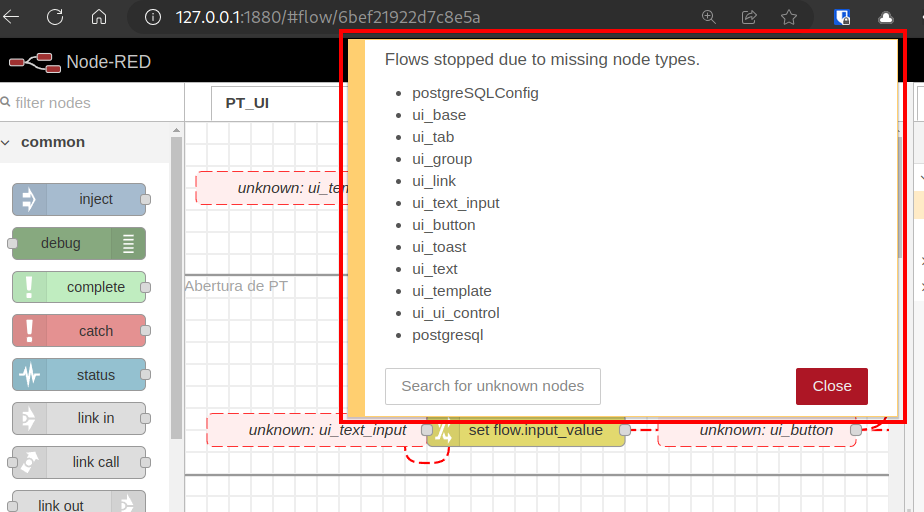 127.0.0.1:1880/#flow/6bef21922d7c8e5a
Node-RED
filter nodes
common
inject
debug
complete
catch
status
link in
link call
link out
PT_UI
unknown: ui_tem
Abertura de PT
unknown: ui_text_input
set flow.input_value
unknown: ui_button
Flows stopped due to missing node types.
postgreSQLConfig
ui_base
ui_tab
ui_group
ui_link
ui_text_input
ui_button
ui_toast
ui_text
ui_template
ui_ui_control
postgresql
Search for unknown nodes
Close